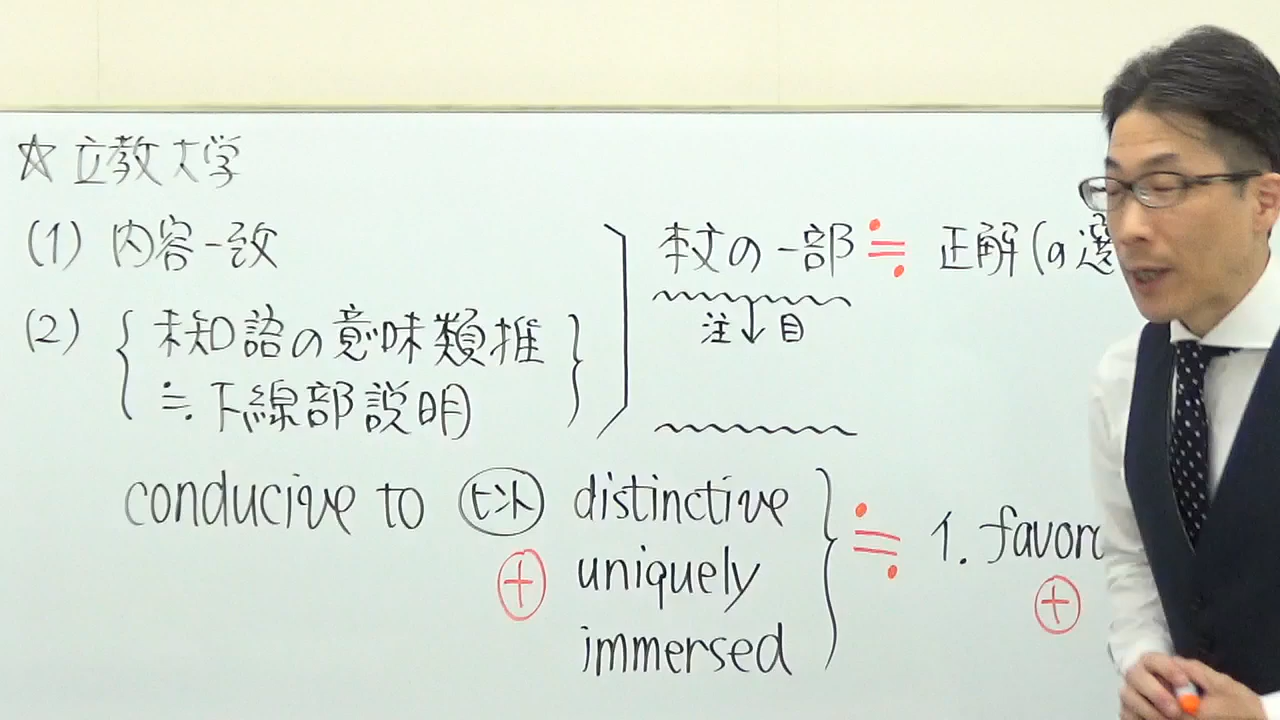 ☆ 立教大学
(1) 内容一致 本文の一部 ≒ 正解(の選
注↓目
(2) { 未知語の意味類推
≒下線部説明 }
conducive to ヒント distinctive ≒ 1. favor
+ uniquely +
immersed